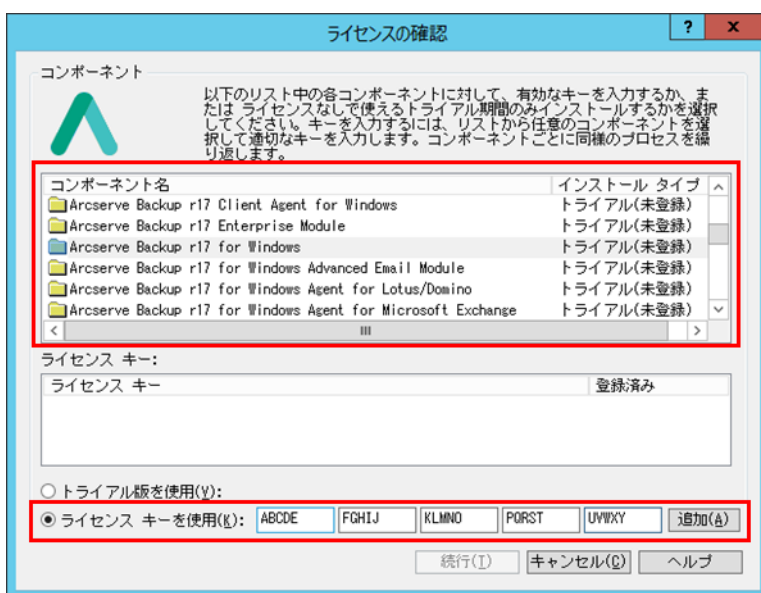 ライセンスの確認
? x
コンポーネント
以下のリスト中の各コンポーネントに対して、有効なキーを入力するか、ま
たは ライセンスなしで使えるトライアル期間のみインストールするかを選択
してください。キーを入力するには、リストから任意のコンポーネントを選
択して適切なキーを入力します。コンポーネントごとに同様のプロセスを繰
り返します。
コンポーネント名 インストール タイプ
Arcserve Backup r17 Client Agent for Windows トライアル(未登録)
Arcserve Backup r17 Enterprise Module トライアル(未登録)
Arcserve Backup r17 for Windows トライアル(未登録)
Arcserve Backup r17 for Windows Advanced Email Module トライアル(未登録)
Arcserve Backup r17 for Windows Agent for Lotus/Domino トライアル(未登録)
Arcserve Backup r17 for Windows Agent for Microsoft Exchange トライアル(未登録)
ライセンス キー:
ライセンス キー 登録済み
トライアル版を使用(V):
ライセンス キーを使用(K): ABCDE FGHIJ KLMNO PQRST UVWXY 追加(A)
続行(T) キャンセル(C) ヘルプ